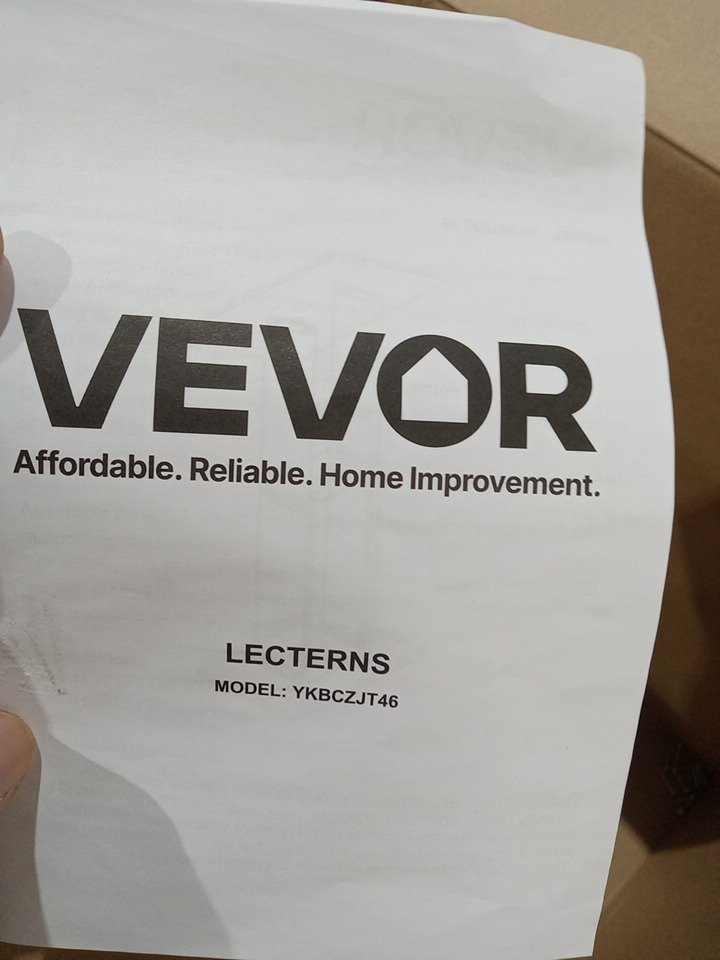 VEVOR
Affordable. Reliable. Home Improvement.
LECTERNS
MODEL: YKBCZJT46